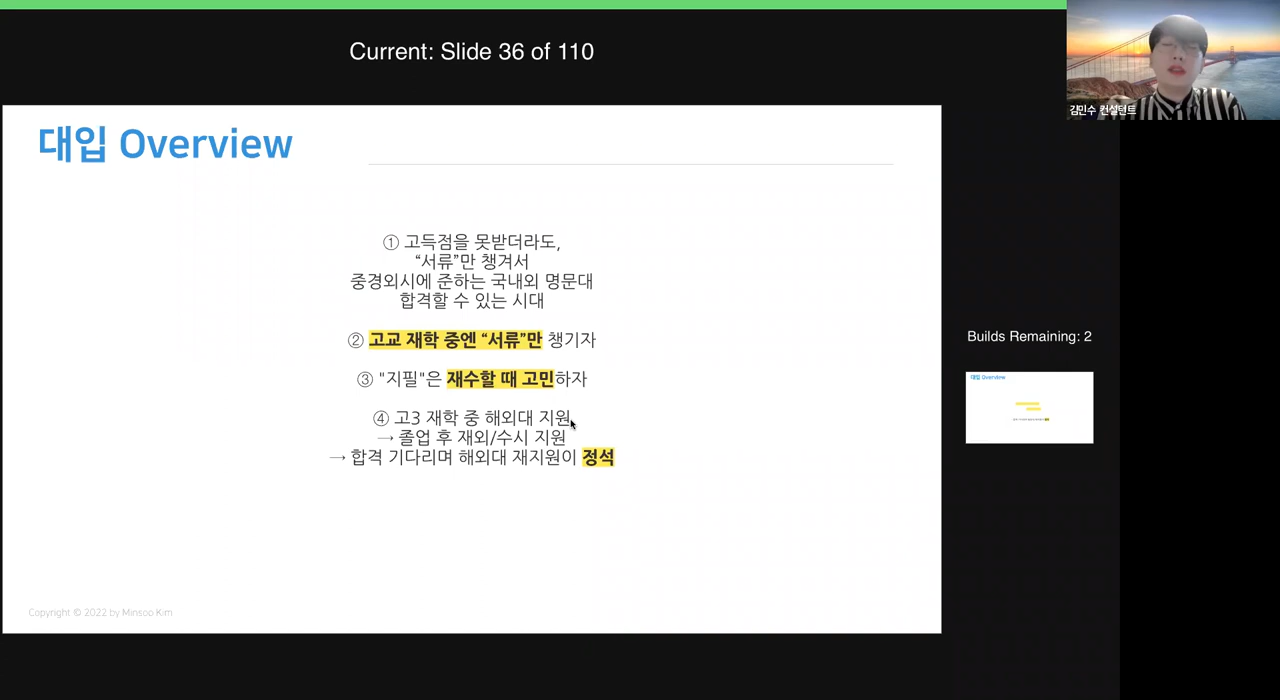 Current: Slide 36 of 110
김민수 컨설턴트
대입 Overview
① 고득점을 못받더라도,
“서류”만 챙겨서
중경외시에 준하는 국내외 명문대
합격할 수 있는 시대
② 고교 재학 중엔 “서류”만 챙기자
③ "지필"은 재수할 때 고민하자
④ 고3 재학 중 해외대 지원
→ 졸업 후 재외/수시 지원
→ 합격 기다리며 해외대 재지원이 정석
Builds Remaining: 2
대입 Overview
Copyright © 2022 by Minsoo Kim